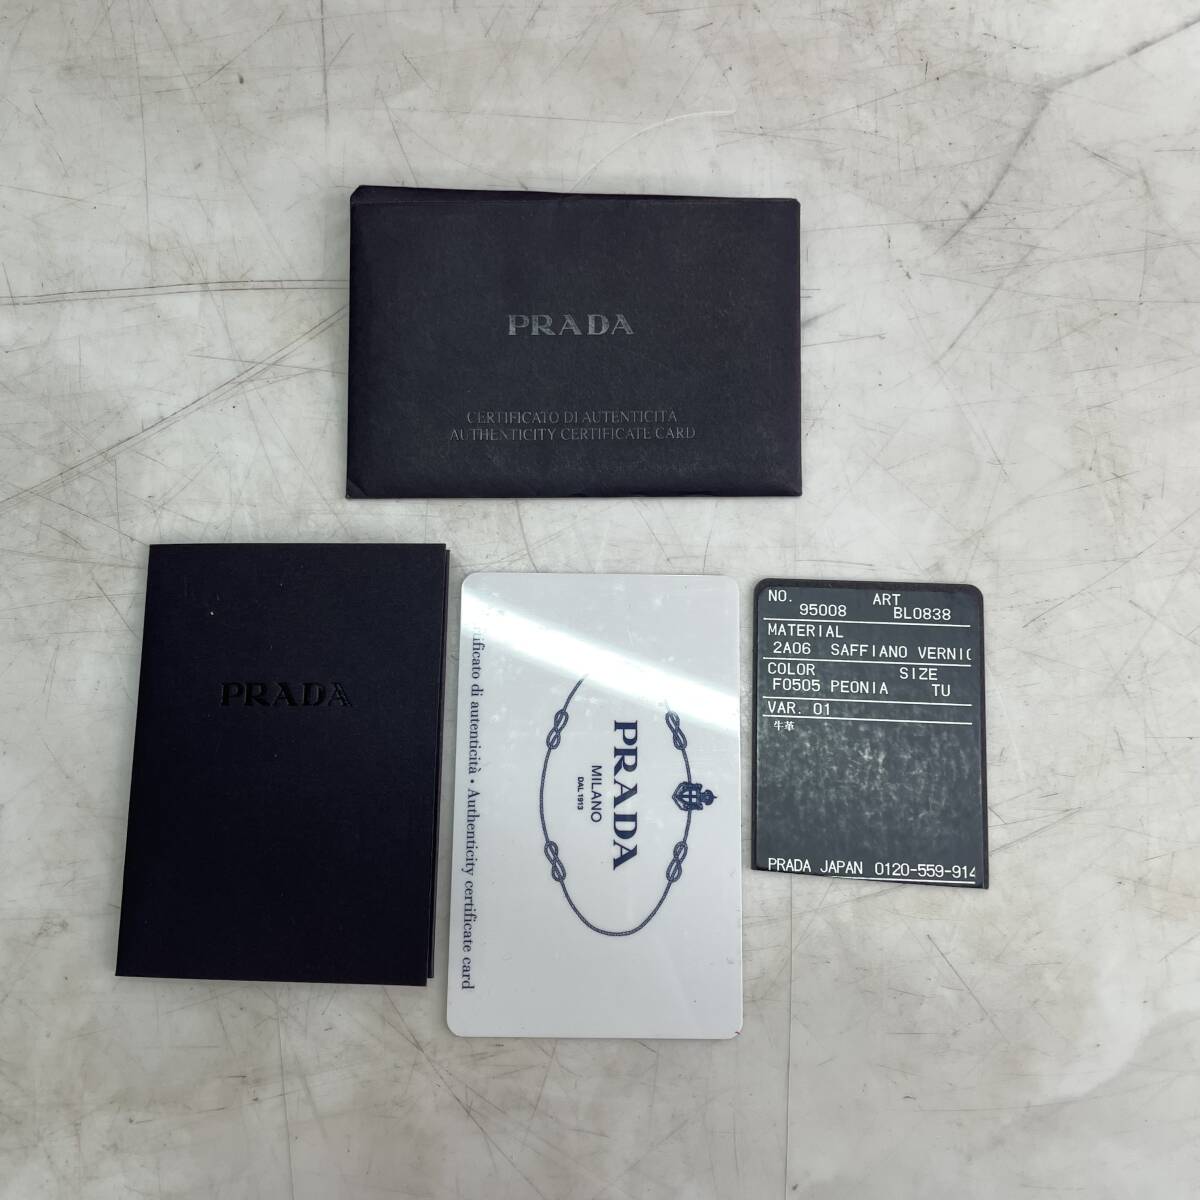 PRADA
CERTIFICATO DI AUTENTICITÀ
AUTHENTICITY CERTIFICATE CARD
PRADA
rtificato di autenticità • Authenticity certificate card
PRADA
MILANO
DAL 1913
NO. ART
95008 BL0838
MATERIAL
2A06 SAFFIANO VERNIC
COLOR SIZE
F0505 PEONIA TU
VAR. 01
牛革
PRADA JAPAN 0120-559-914